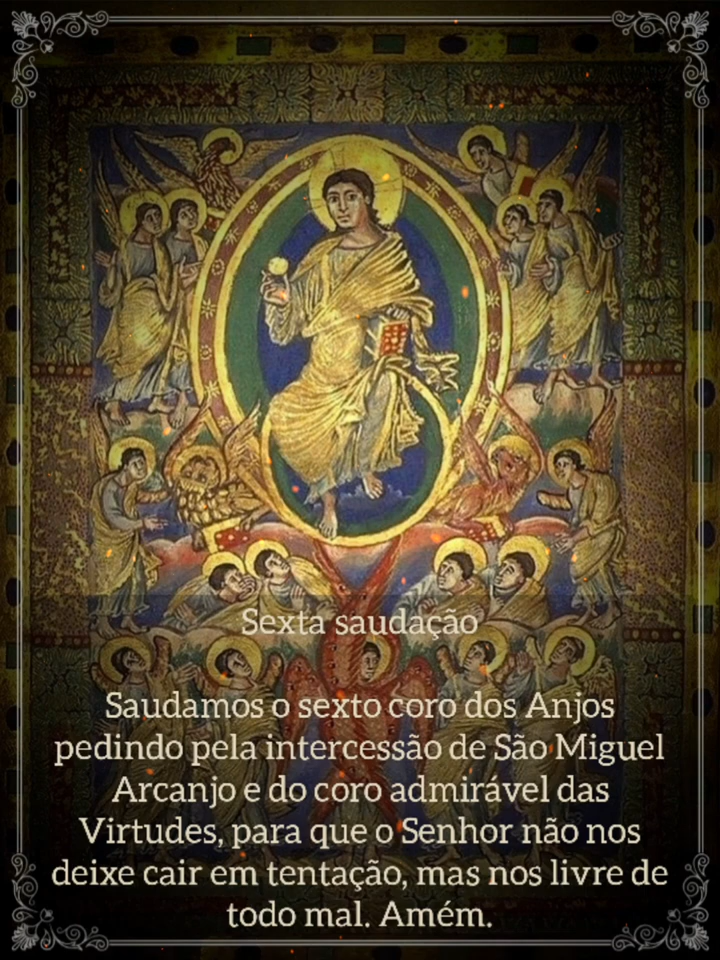 Sexta saudação
Saudamos o sexto coro dos Anjos
pedindo pela intercessão de São Miguel
Arcanjo e do coro admirável das
Virtudes, para que o Senhor não nos
deixe cair em tentação, mas nos livre de
todo mal. Amém.